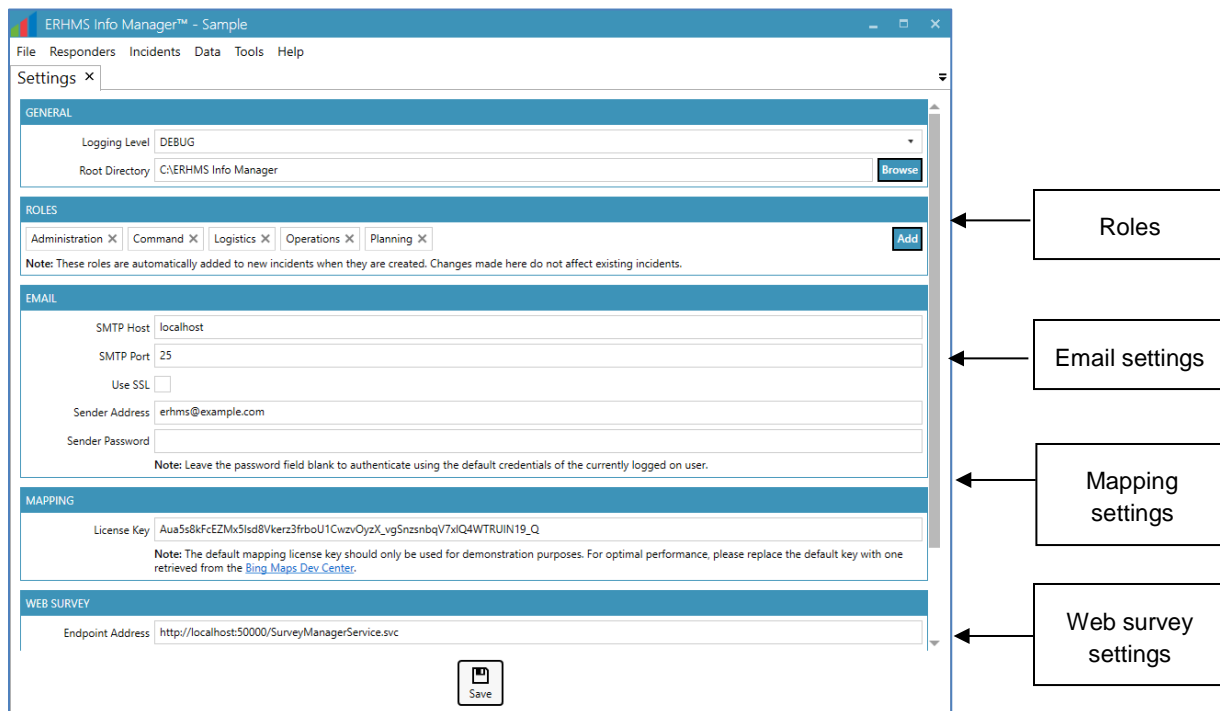 ERHMS Info Manager™ - Sample
File Responders Incidents Data Tools Help
Settings
GENERAL
Logging Level DEBUG
Root Directory C:\ERHMS Info Manager Browse
ROLES
Administration Command Logistics Operations Planning Add
Note: These roles are automatically added to new incidents when they are created. Changes made here do not affect existing incidents.
EMAIL
SMTP Host localhost
SMTP Port 25
Use SSL
Sender Address erhms@example.com
Sender Password
Note: Leave the password field blank to authenticate using the default credentials of the currently logged on user.
MAPPING
License Key Aua5s8kFcEZMx5lsd8Vkerz3frboU1CwzvOyzX_vgSnzsnbqV7xlQ4WTRUIN19_Q
Note: The default mapping license key should only be used for demonstration purposes. For optimal performance, please replace the default key with one
retrieved from the Bing Maps Dev Center.
WEB SURVEY
Endpoint Address http://localhost:50000/SurveyManagerService.svc
Save
Roles
Email settings
Mapping
settings
Web survey
settings